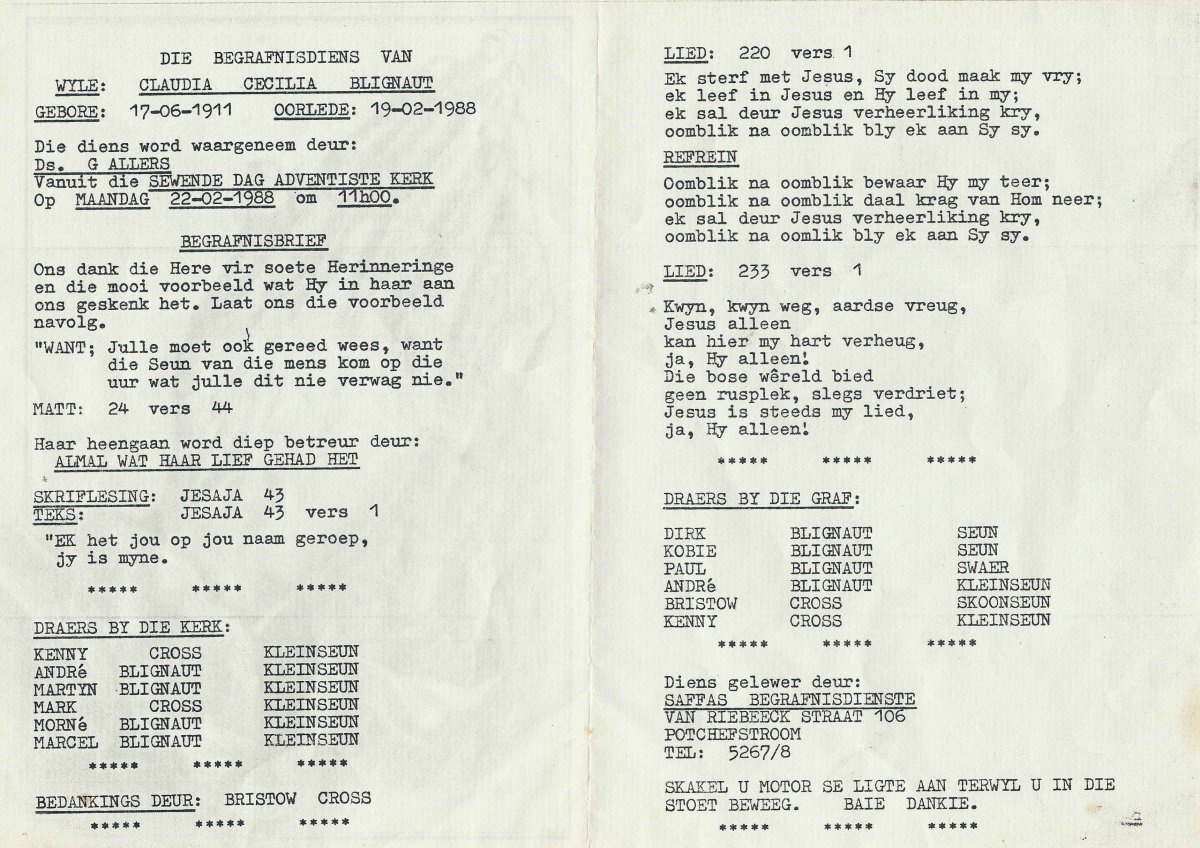 DIE BEGRAFNISDIENS VAN
WYLE: CLAUDIA CECILIA BLIGNAUT
GEBORE: 17-06-1911 OORLEDE: 19-02-1988
Die diens word waargeneem deur:
Ds. G ALLERS
Vanuit die SEWENDE DAG ADVENTISTE KERK
Op MAANDAG 22-02-1988 om 11h00.
BEGRAFNISBRIEF
Ons dank die Here vir soete Herinneringe
en die mooi voorbeeld wat Hy in haar aan
ons geskenk het. Laat ons die voorbeeld
navolg.
"WANT; Julle moet ook gereed wees, want
die Seun van die mens kom op die
uur wat julle dit nie verwag nie."
MATT: 24 vers 44
Haar heengaan word diep betreur deur:
ALMAL WAT HAAR LIEF GEHAD HET
SKRIFLESING: JESAJA 43
TEKS: JESAJA 43 vers 1
"EK het jou op jou naam geroep,
jy is myne.
***** ***** *****
DRAERS BY DIE KERK:
KENNY CROSS KLEINSEUN
ANDRé BLIGNAUT KLEINSEUN
MARTYN BLIGNAUT KLEINSEUN
MARK CROSS KLEINSEUN
MORNé BLIGNAUT KLEINSEUN
MARCEL BLIGNAUT KLEINSEUN
***** ***** *****
BEDANKINGS DEUR: BRISTOW CROSS
***** ***** *****
LIED: 220 vers 1
Ek sterf met Jesus, Sy dood maak my vry;
ek leef in Jesus en Hy leef in my;
ek sal deur Jesus verheerliking kry,
oomblik na oomblik bly ek aan Sy sy.
REFREIN
Oomblik na oomblik bewaar Hy my teer;
oomblik na oomblik daal krag van Hom neer;
ek sal deur Jesus verheerliking kry,
oomblik na oomlik bly ek aan Sy sy.
LIED: 233 vers 1
Kwyn, kwyn weg, aardse vreug,
Jesus alleen
kan hier my hart verheug,
ja, Hy alleen!
Die bose wêreld bied
geen rusplek, slegs verdriet;
Jesus is steeds my lied,
ja, Hy alleen!
***** ***** *****
DRAERS BY DIE GRAF:
DIRK BLIGNAUT SEUN
KOBIE BLIGNAUT SEUN
PAUL BLIGNAUT SWAER
ANDRé BLIGNAUT KLEINSEUN
BRISTOW CROSS SKOONSEUN
KENNY CROSS KLEINSEUN
***** ***** *****
Diens gelewer deur:
SAFFAS BEGRAFNISDIENSTE
VAN RIEBEECK STRAAT 106
POTCHEFSTROOM
TEL: 5267/8
SKAKEL U MOTOR SE LIGTE AAN TERWYL U IN DIE
STOET BEWEEG. BAIE DANKIE.
***** ***** *****